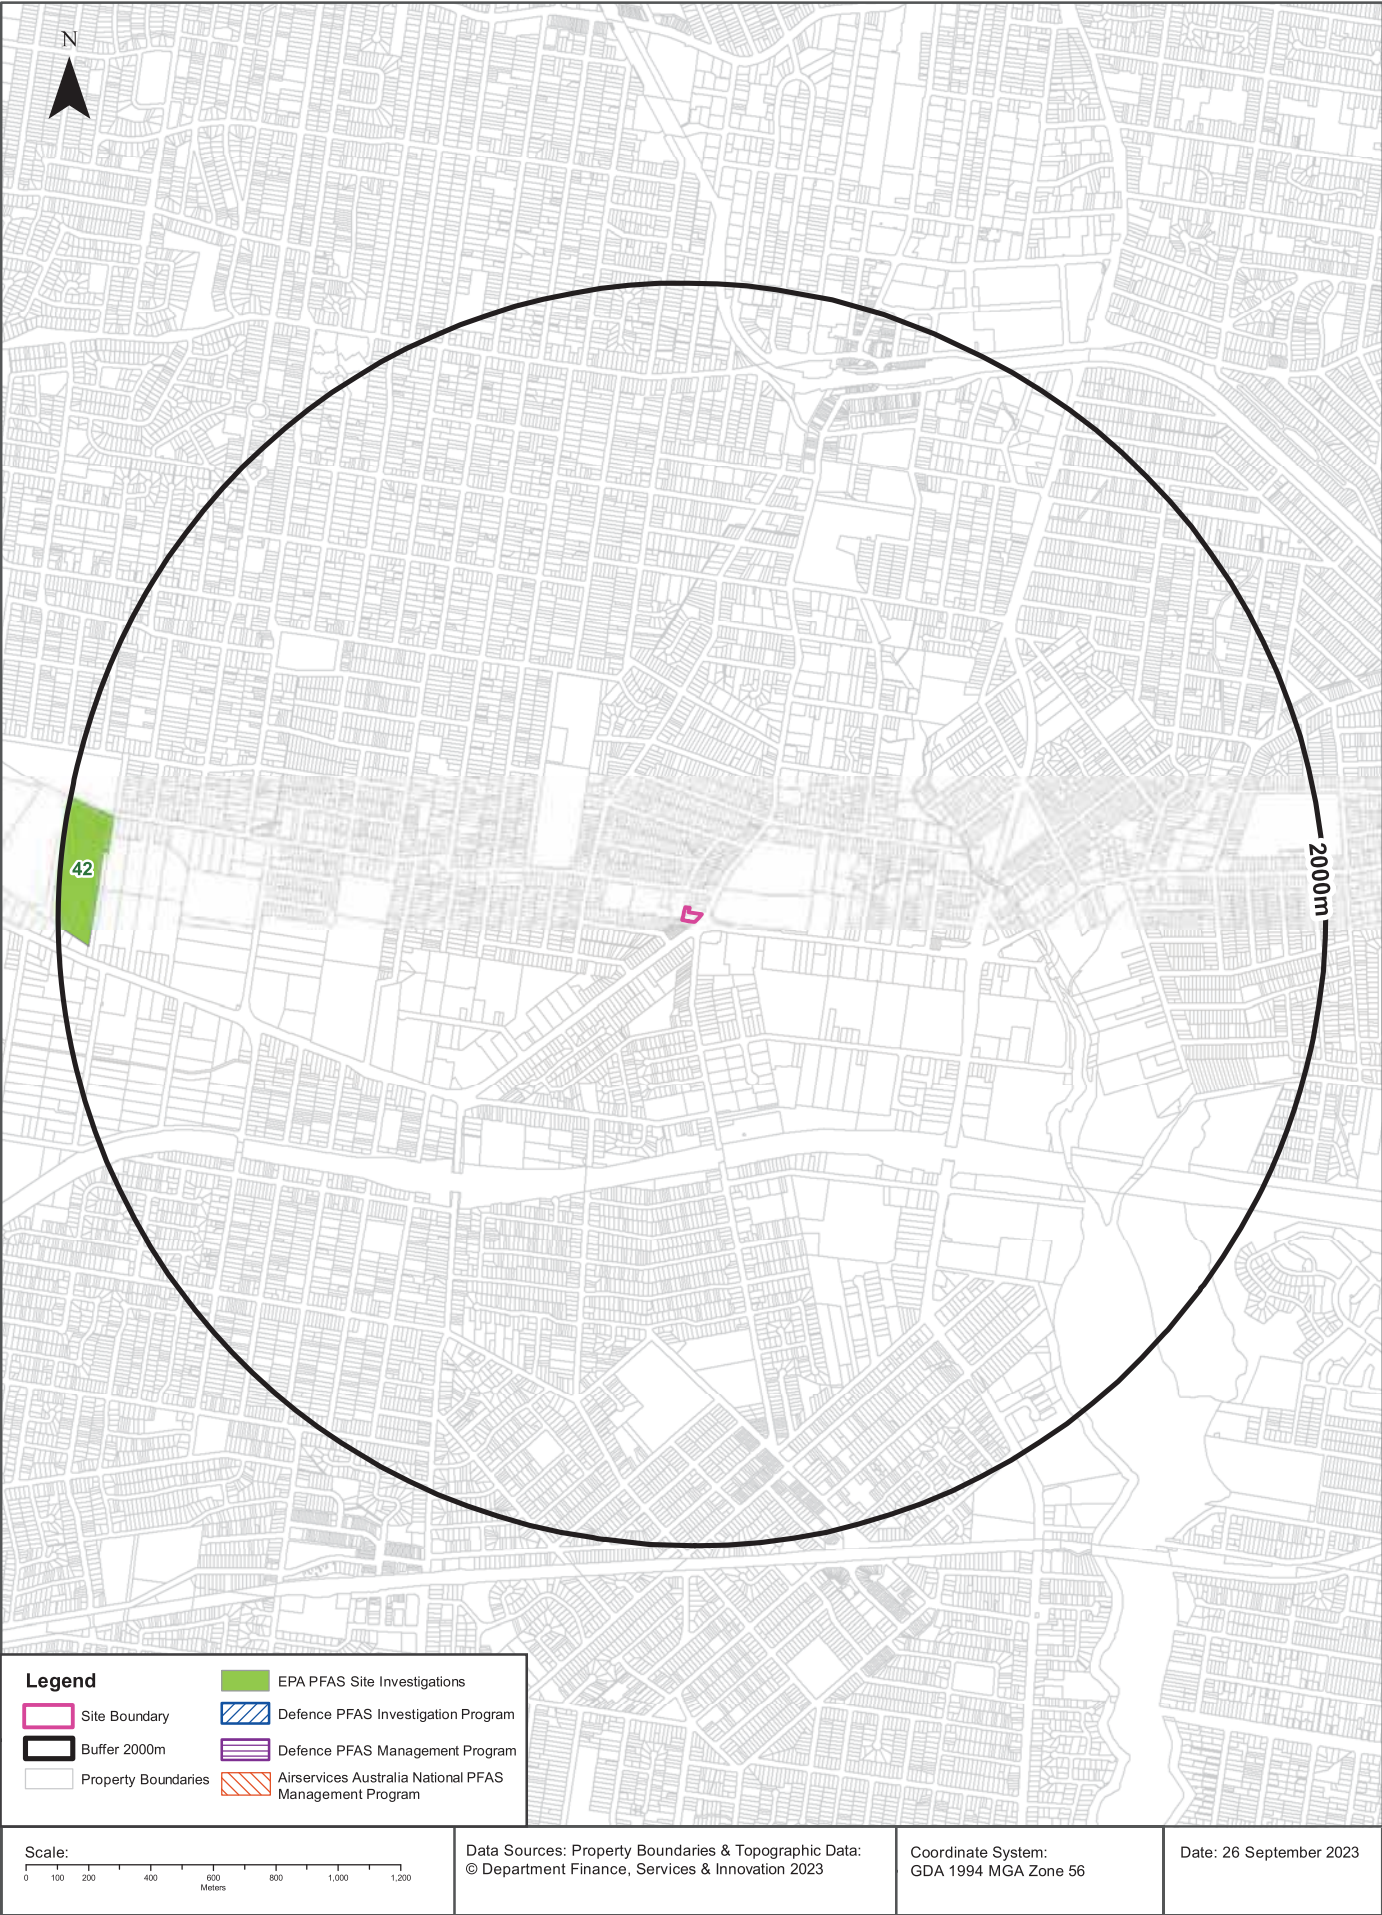 N
42
2000m
Legend
Site Boundary
Buffer 2000m
Property Boundaries
EPA PFAS Site Investigations
Defence PFAS Investigation Program
Defence PFAS Management Program
Airservices Australia National PFAS
Management Program
Scale:
0 100 200 400 600 800 1,000 1,200
Meters
Data Sources: Property Boundaries & Topographic Data:
© Department Finance, Services & Innovation 2023
Coordinate System:
GDA 1994 MGA Zone 56
Date: 26 September 2023